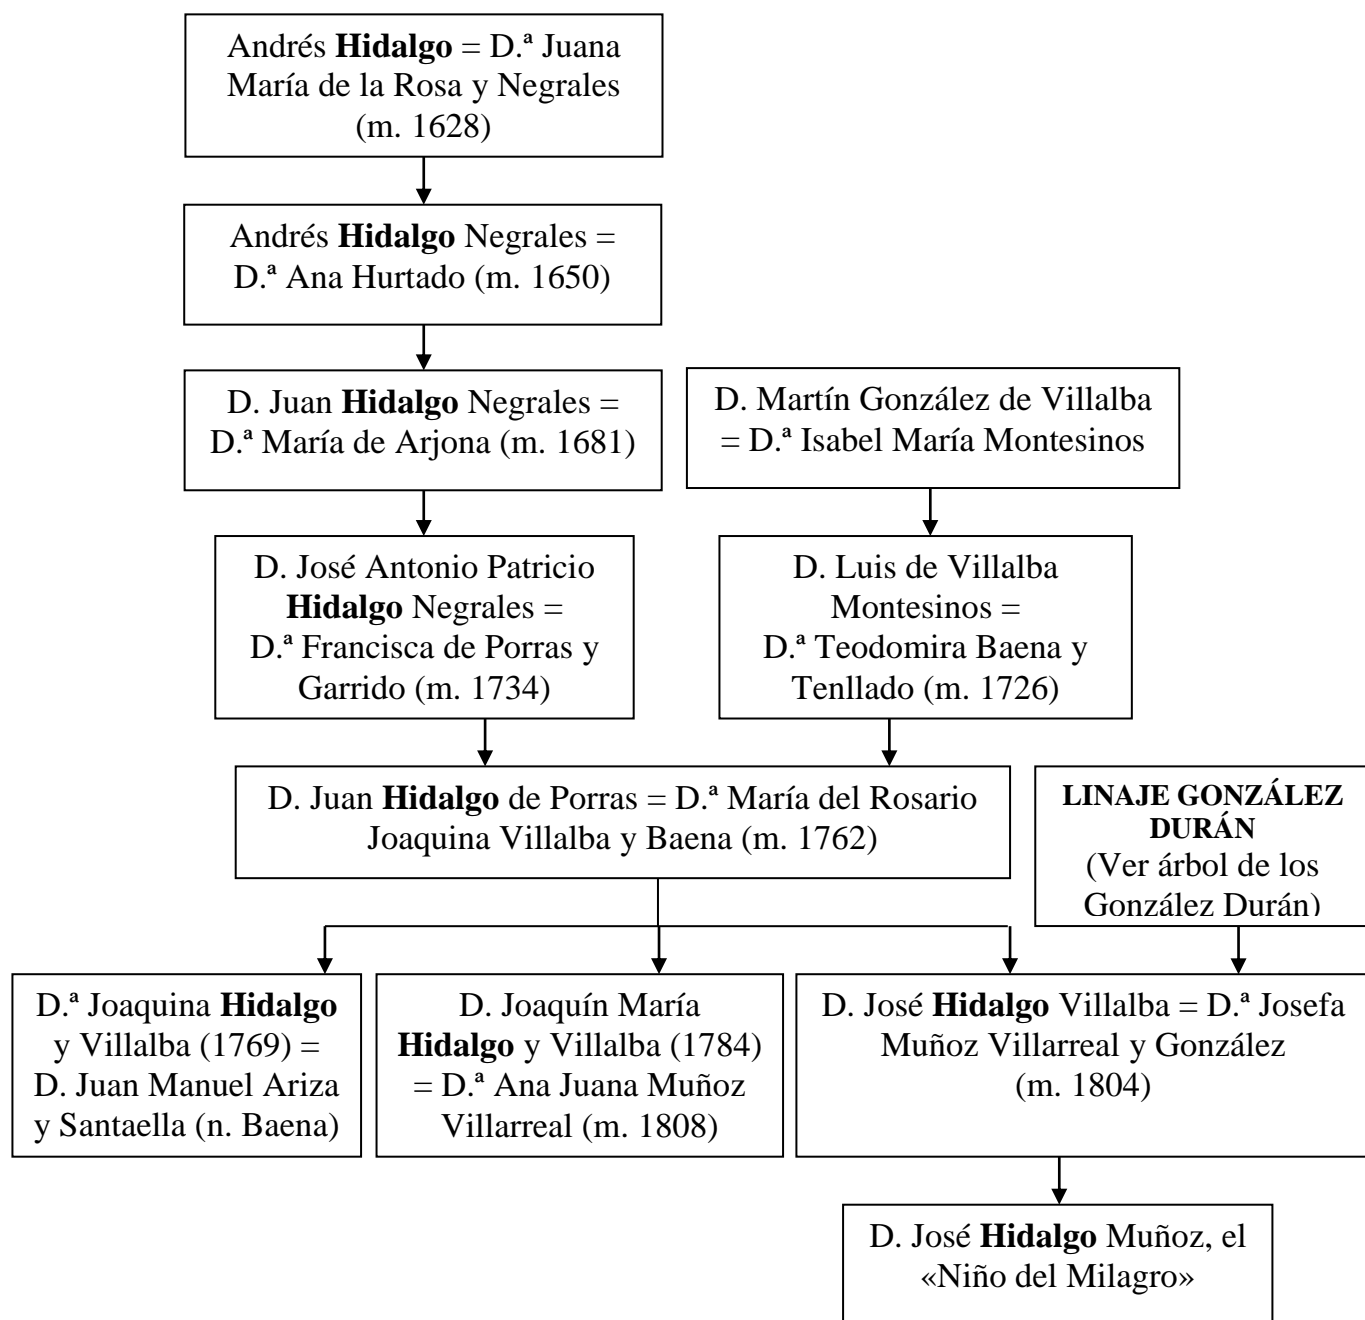 Andrés Hidalgo = D.ª Juana
María de la Rosa y Negrales
(m. 1628)
Andrés Hidalgo Negrales =
D.ª Ana Hurtado (m. 1650)
D. Juan Hidalgo Negrales =
D.ª María de Arjona (m. 1681)
D. Martín González de Villalba
= D.ª Isabel María Montesinos
D. José Antonio Patricio
Hidalgo Negrales =
D.ª Francisca de Porras y
Garrido (m. 1734)
D. Luis de Villalba
Montesinos =
D.ª Teodomira Baena y
Tenllado (m. 1726)
D. Juan Hidalgo de Porras = D.ª María del Rosario
Joaquina Villalba y Baena (m. 1762)
LINAJE GONZÁLEZ
DURÁN
(Ver árbol de los
González Durán)
D.ª Joaquina Hidalgo
y Villalba (1769) =
D. Juan Manuel Ariza
y Santaella (n. Baena)
D. Joaquín María
Hidalgo y Villalba (1784)
= D.ª Ana Juana Muñoz
Villarreal (m. 1808)
D. José Hidalgo Villalba = D.ª Josefa
Muñoz Villarreal y González
(m. 1804)
D. José Hidalgo Muñoz, el
«Niño del Milagro»